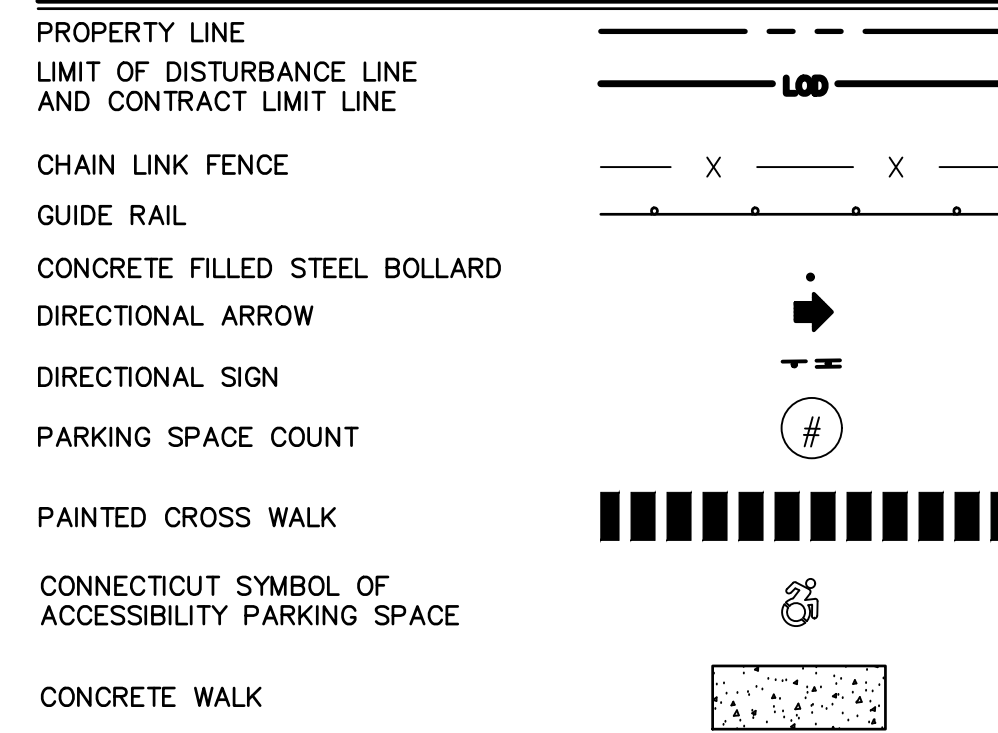 PROPERTY LINE
LIMIT OF DISTURBANCE LINE
AND CONTRACT LIMIT LINE
LOD
CHAIN LINK FENCE
X X
GUIDE RAIL
CONCRETE FILLED STEEL BOLLARD
DIRECTIONAL ARROW
DIRECTIONAL SIGN
PARKING SPACE COUNT
#
PAINTED CROSS WALK
CONNECTICUT SYMBOL OF
ACCESSIBILITY PARKING SPACE
CONCRETE WALK